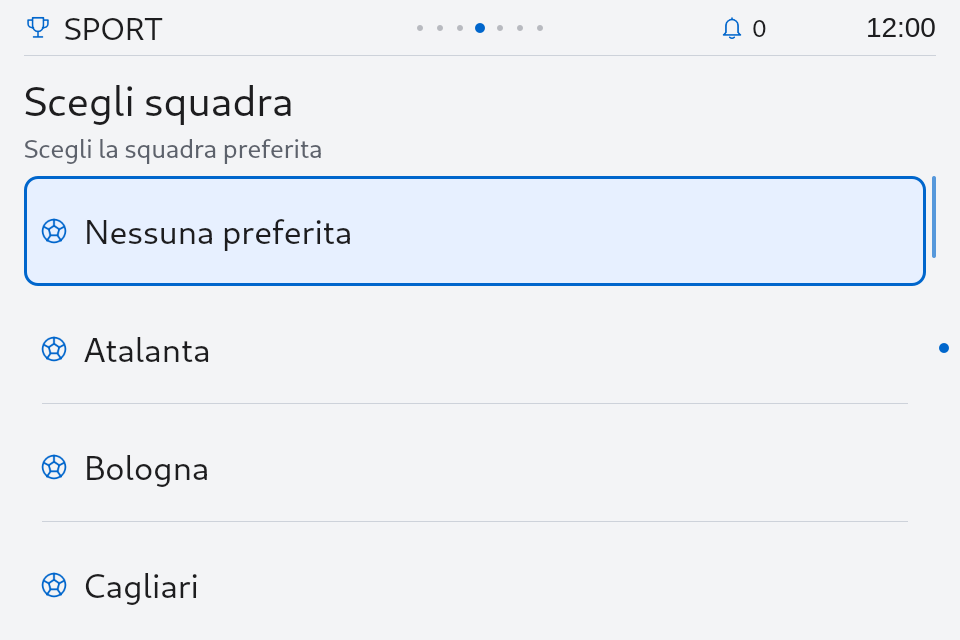 SPORT
0
12:00
Scegli squadra
Scegli la squadra preferita
Nessuna preferita
Atalanta
Bologna
Cagliari